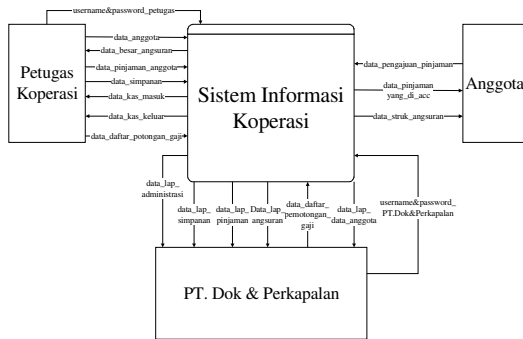 username&password_petugas
data_anggota
data_besar_angsuran
data_pinjaman_anggota
data_simpanan
data_kas_masuk
data_kas_keluar
data_daftar_potongan_gaji
Petugas
Koperasi
Sistem Informasi
Koperasi
data_pengajuan_pinjaman
data_pinjaman
yang_di_acc
data_struk_angsuran
Anggota
data_lap_
administrasi
data_lap_
simpanan
data_lap_
pinjaman
Data_lap_
angsuran
data_daftar_
pemotongan_
gaji
data_lap_
data_anggota
username&password_
PT.Dok&Perkapalan
PT. Dok & Perkapalan